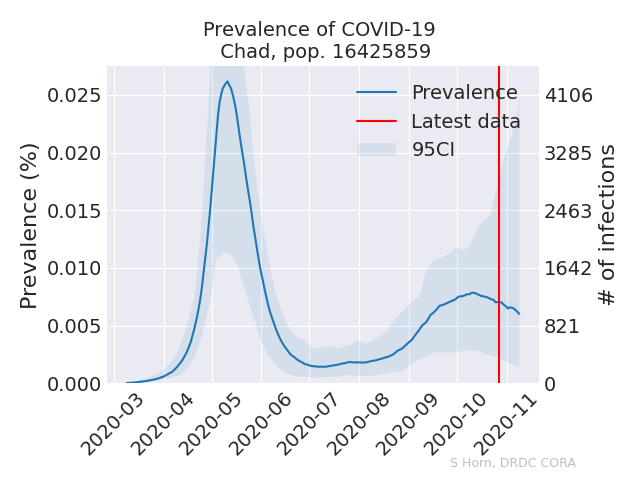 Prevalence of COVID-19
Chad, pop. 16425859
Prevalence (%)
0.025
0.020
0.015
0.010
0.005
0.000
Prevalence
Latest data
95CI
4106
3285
2463
1642
821
0
# of infections
2020-03
2020-04
2020-05
2020-06
2020-07
2020-08
2020-09
2020-10
2020-11
S Horn, DRDC CORA